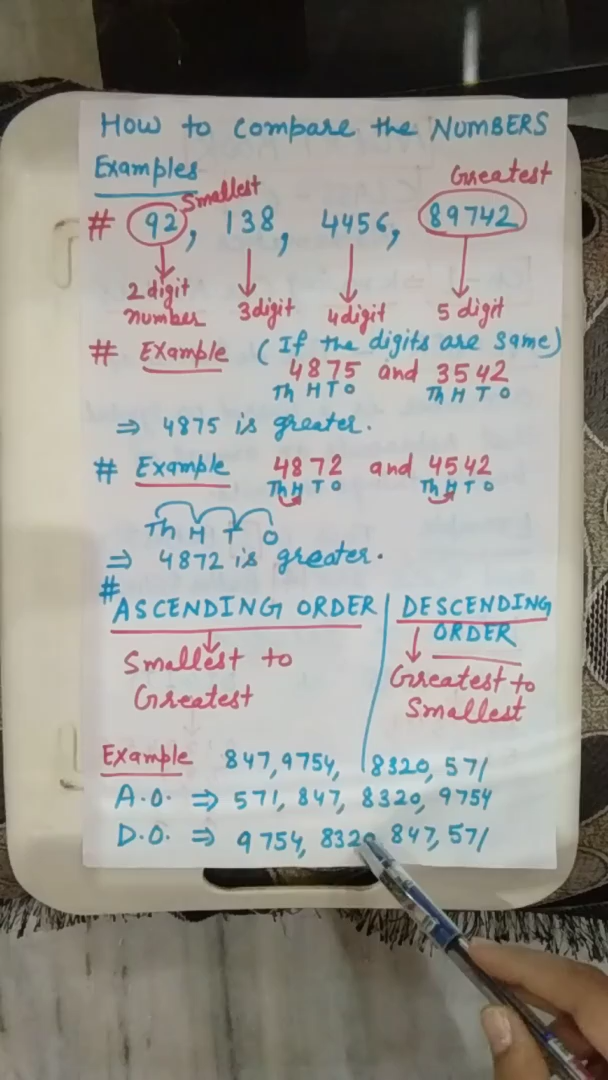 How to compare the NUMBERS
Examples
Smallest Greatest
# 92, 138, 4456, 89742
2 digit number 3 digit 4 digit 5 digit
# Example (If the digits are same)
4875 and 3542
Th H T O Th H T O
⇒ 4875 is greater.
# Example 4872 and 4542
Th H T O Th H T O
Th H T O
⇒ 4872 is greater.
#
ASCENDING ORDER
Smallest to
Greatest
DESCENDING
ORDER
Greatest to
Smallest
Example 847, 9754, 8320, 571
A.O. ⇒ 571, 847, 8320, 9754
D.O. ⇒ 9754, 8320 847, 571